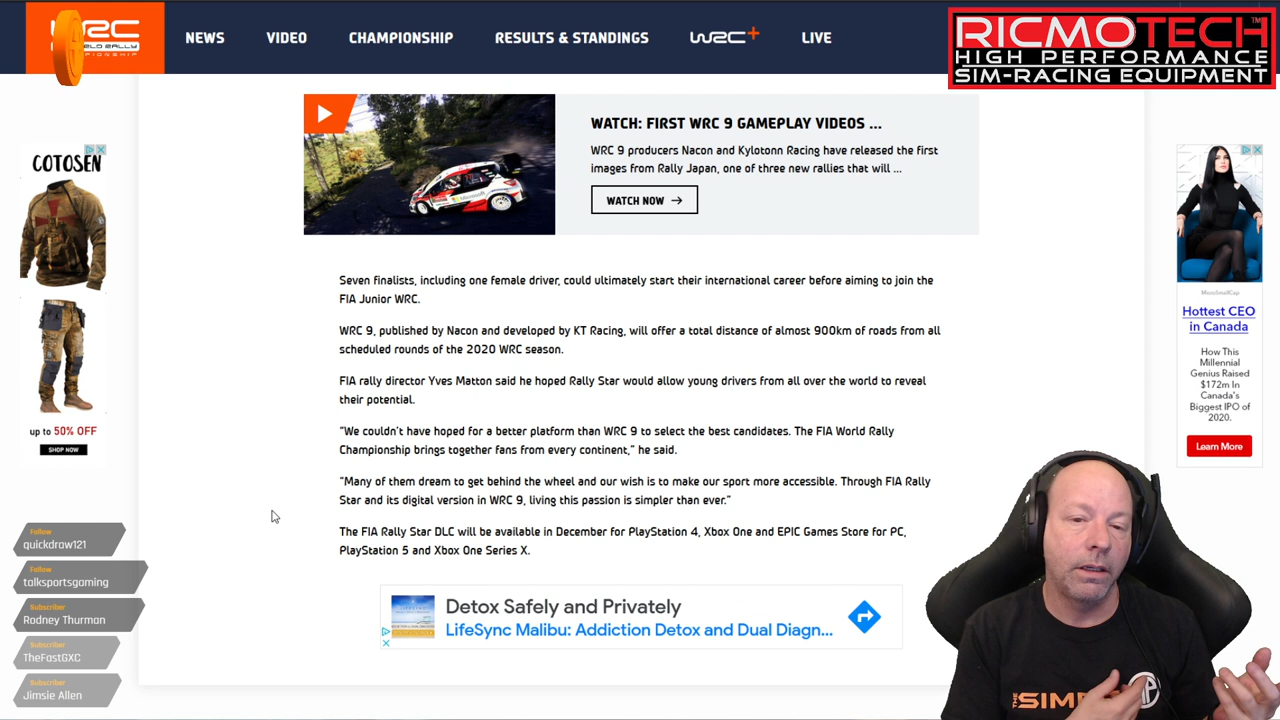 WRC
WORLD RALLY
CHAMPIONSHIP
NEWS
VIDEO
CHAMPIONSHIP
RESULTS & STANDINGS
WRC+
LIVE
RICMOTECH™
HIGH PERFORMANCE
SIM-RACING EQUIPMENT
WATCH: FIRST WRC 9 GAMEPLAY VIDEOS ...
WRC 9 producers Nacon and Kylotonn Racing have released the first
images from Rally Japan, one of three new rallies that will ...
WATCH NOW →
Seven finalists, including one female driver, could ultimately start their international career before aiming to join the
FIA Junior WRC.
WRC 9, published by Nacon and developed by KT Racing, will offer a total distance of almost 900km of roads from all
scheduled rounds of the 2020 WRC season.
FIA rally director Yves Matton said he hoped Rally Star would allow young drivers from all over the world to reveal
their potential.
"We couldn't have hoped for a better platform than WRC 9 to select the best candidates. The FIA World Rally
Championship brings together fans from every continent," he said.
"Many of them dream to get behind the wheel and our wish is to make our sport more accessible. Through FIA Rally
Star and its digital version in WRC 9, living this passion is simpler than ever."
The FIA Rally Star DLC will be available in December for PlayStation 4, Xbox One and EPIC Games Store for PC,
PlayStation 5 and Xbox One Series X.
Detox Safely and Privately
LifeSync Malibu: Addiction Detox and Dual Diagn...
COTOSEN
up to 50% OFF
SHOP NOW
MicroSmallCap
Hottest CEO
in Canada
How This
Millennial
Genius Raised
$172m In
Canada's
Biggest IPO of
2020.
Learn More
Follow
quickdraw121
Follow
talksportsgaming
Subscriber
Rodney Thurman
Subscriber
TheFastGXC
Subscriber
Jimsie Allen
THE SIM